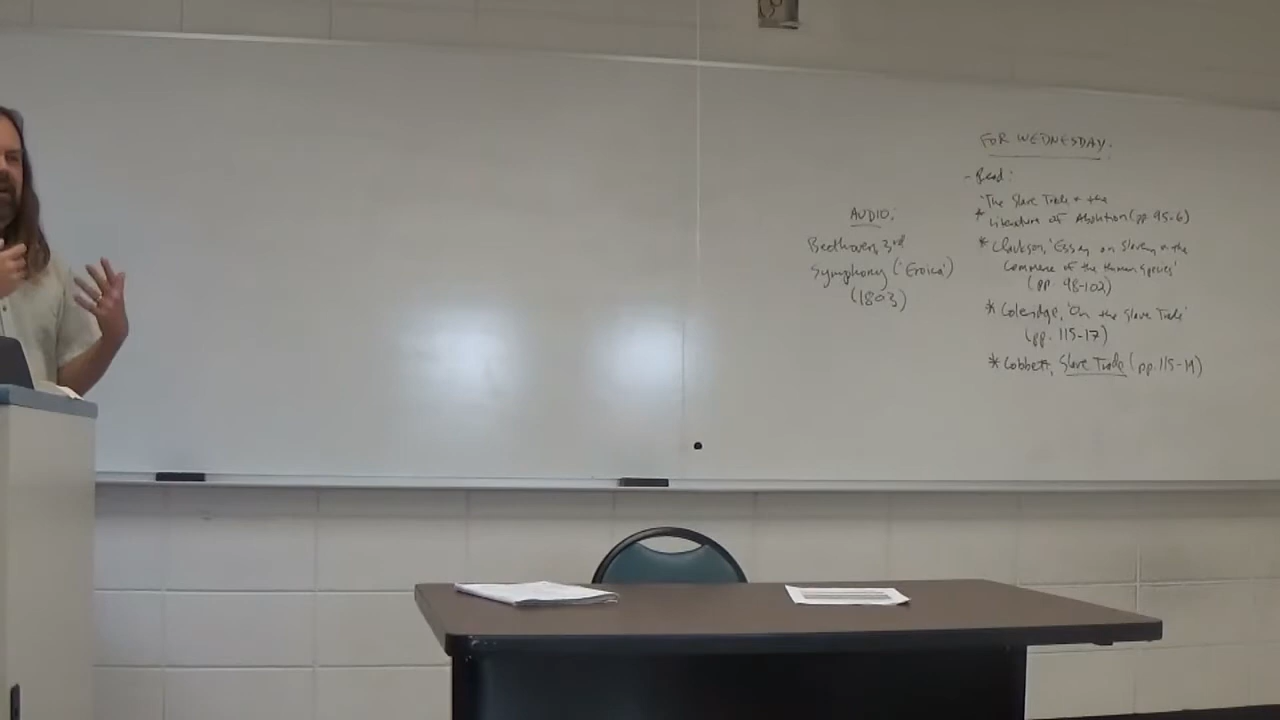 AUDIO:
Beethoven, 3rd
Symphony ('Eroica')
(1803)
FOR WEDNESDAY:
- Read:
* 'The Slave Trade & the
Literature of Abolition (pp. 95-6)
* Clarkson, 'Essay on Slavery & the
Commerce of the Human Species'
(pp. 98-102)
* Coleridge, 'On the Slave Trade'
(pp. 115-17)
* Cobbett, Slave Trade (pp. 115-19)